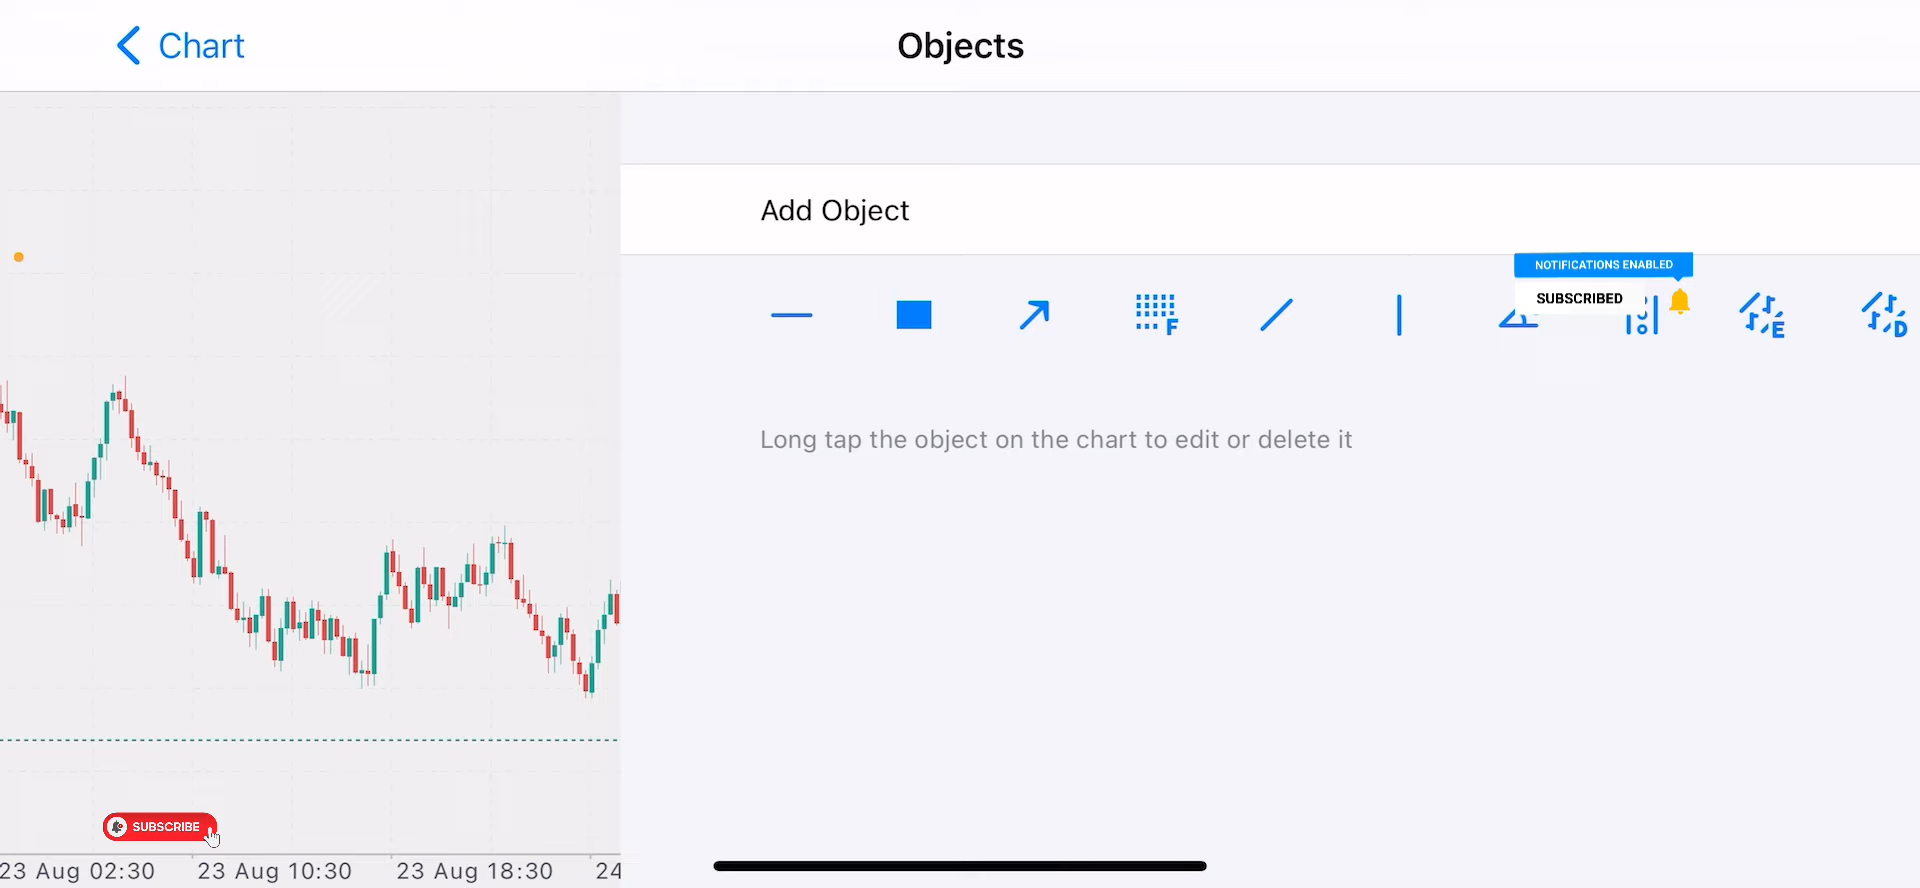 Chart
Objects
Add Object
NOTIFICATIONS ENABLED
SUBSCRIBED
F
E
D
Long tap the object on the chart to edit or delete it
SUBSCRIBE
23 Aug 02:30
23 Aug 10:30
23 Aug 18:30
24